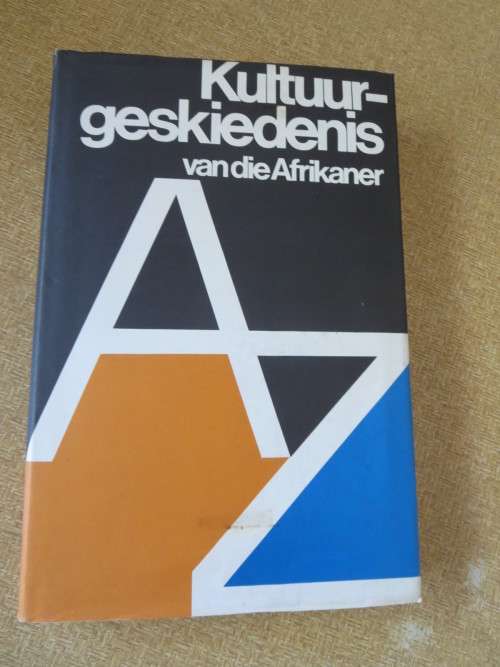 Kultuur-
geskiedenis
van die Afrikaner
A
Z